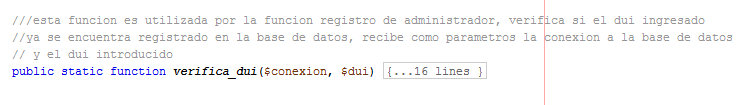 ///esta funcion es utilizada por la funcion registro de administrador, verifica si el dui ingresado
//ya se encuentra registrado en la base de datos, recibe como parametros la conexion a la base de datos
// y el dui introducido
public static function verifica_dui($conexion, $dui) {...16 lines }